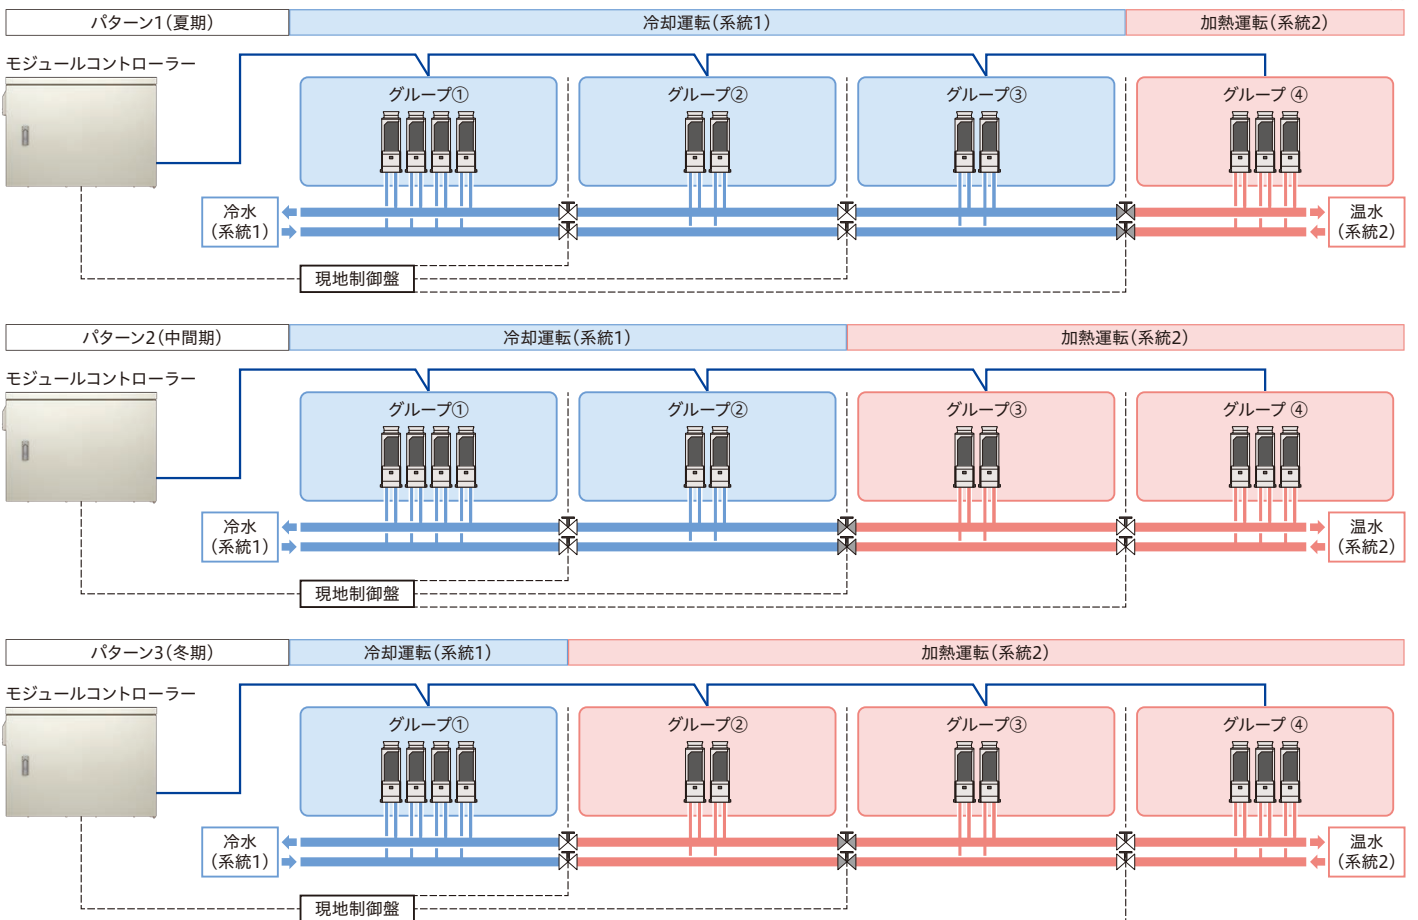 パターン1（夏期）
冷却運転（系統1）
加熱運転（系統2）
モジュールコントローラー
グループ①
グループ②
グループ③
グループ ④
冷水
（系統1）
温水
（系統2）
現地制御盤
パターン2（中間期）
冷却運転（系統1）
加熱運転（系統2）
モジュールコントローラー
グループ①
グループ②
グループ③
グループ ④
冷水
（系統1）
温水
（系統2）
現地制御盤
パターン3（冬期）
冷却運転（系統1）
加熱運転（系統2）
モジュールコントローラー
グループ①
グループ②
グループ③
グループ ④
冷水
（系統1）
温水
（系統2）
現地制御盤